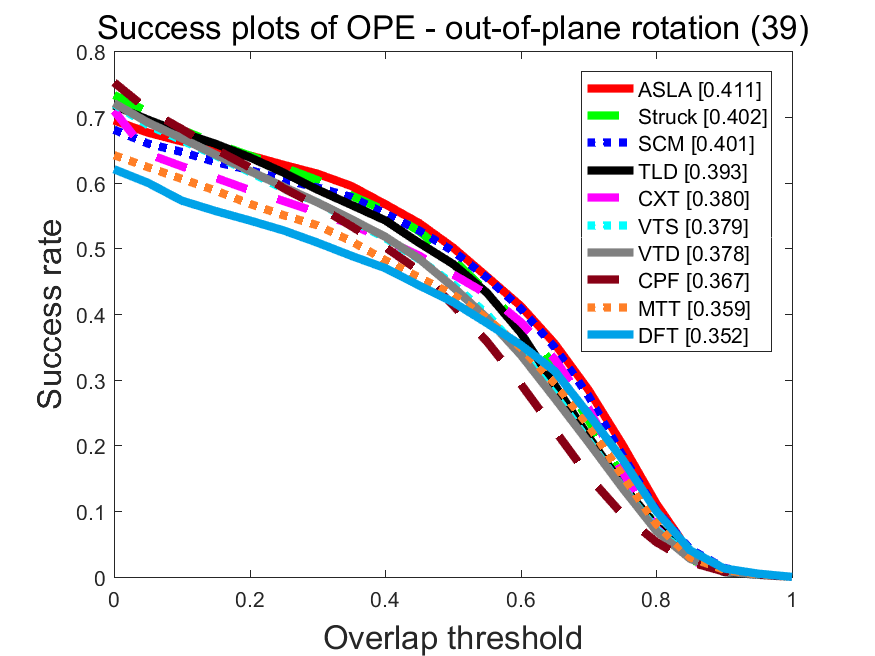 Success plots of OPE - out-of-plane rotation (39)
0.8
0.7
0.6
0.5
0.4
0.3
0.2
0.1
0
Success rate
ASLA [0.411]
Struck [0.402]
SCM [0.401]
TLD [0.393]
CXT [0.380]
VTS [0.379]
VTD [0.378]
CPF [0.367]
MTT [0.359]
DFT [0.352]
0 0.2 0.4 0.6 0.8 1
Overlap threshold